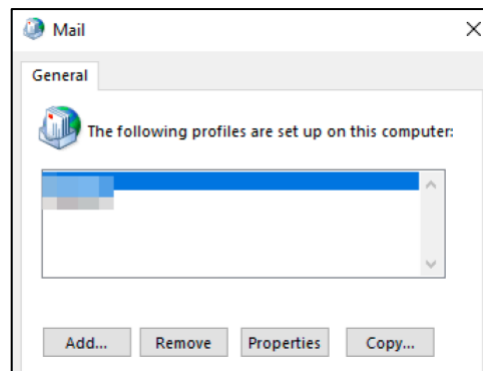 Mail
General
The following profiles are set up on this computer:
Add... Remove Properties Copy...